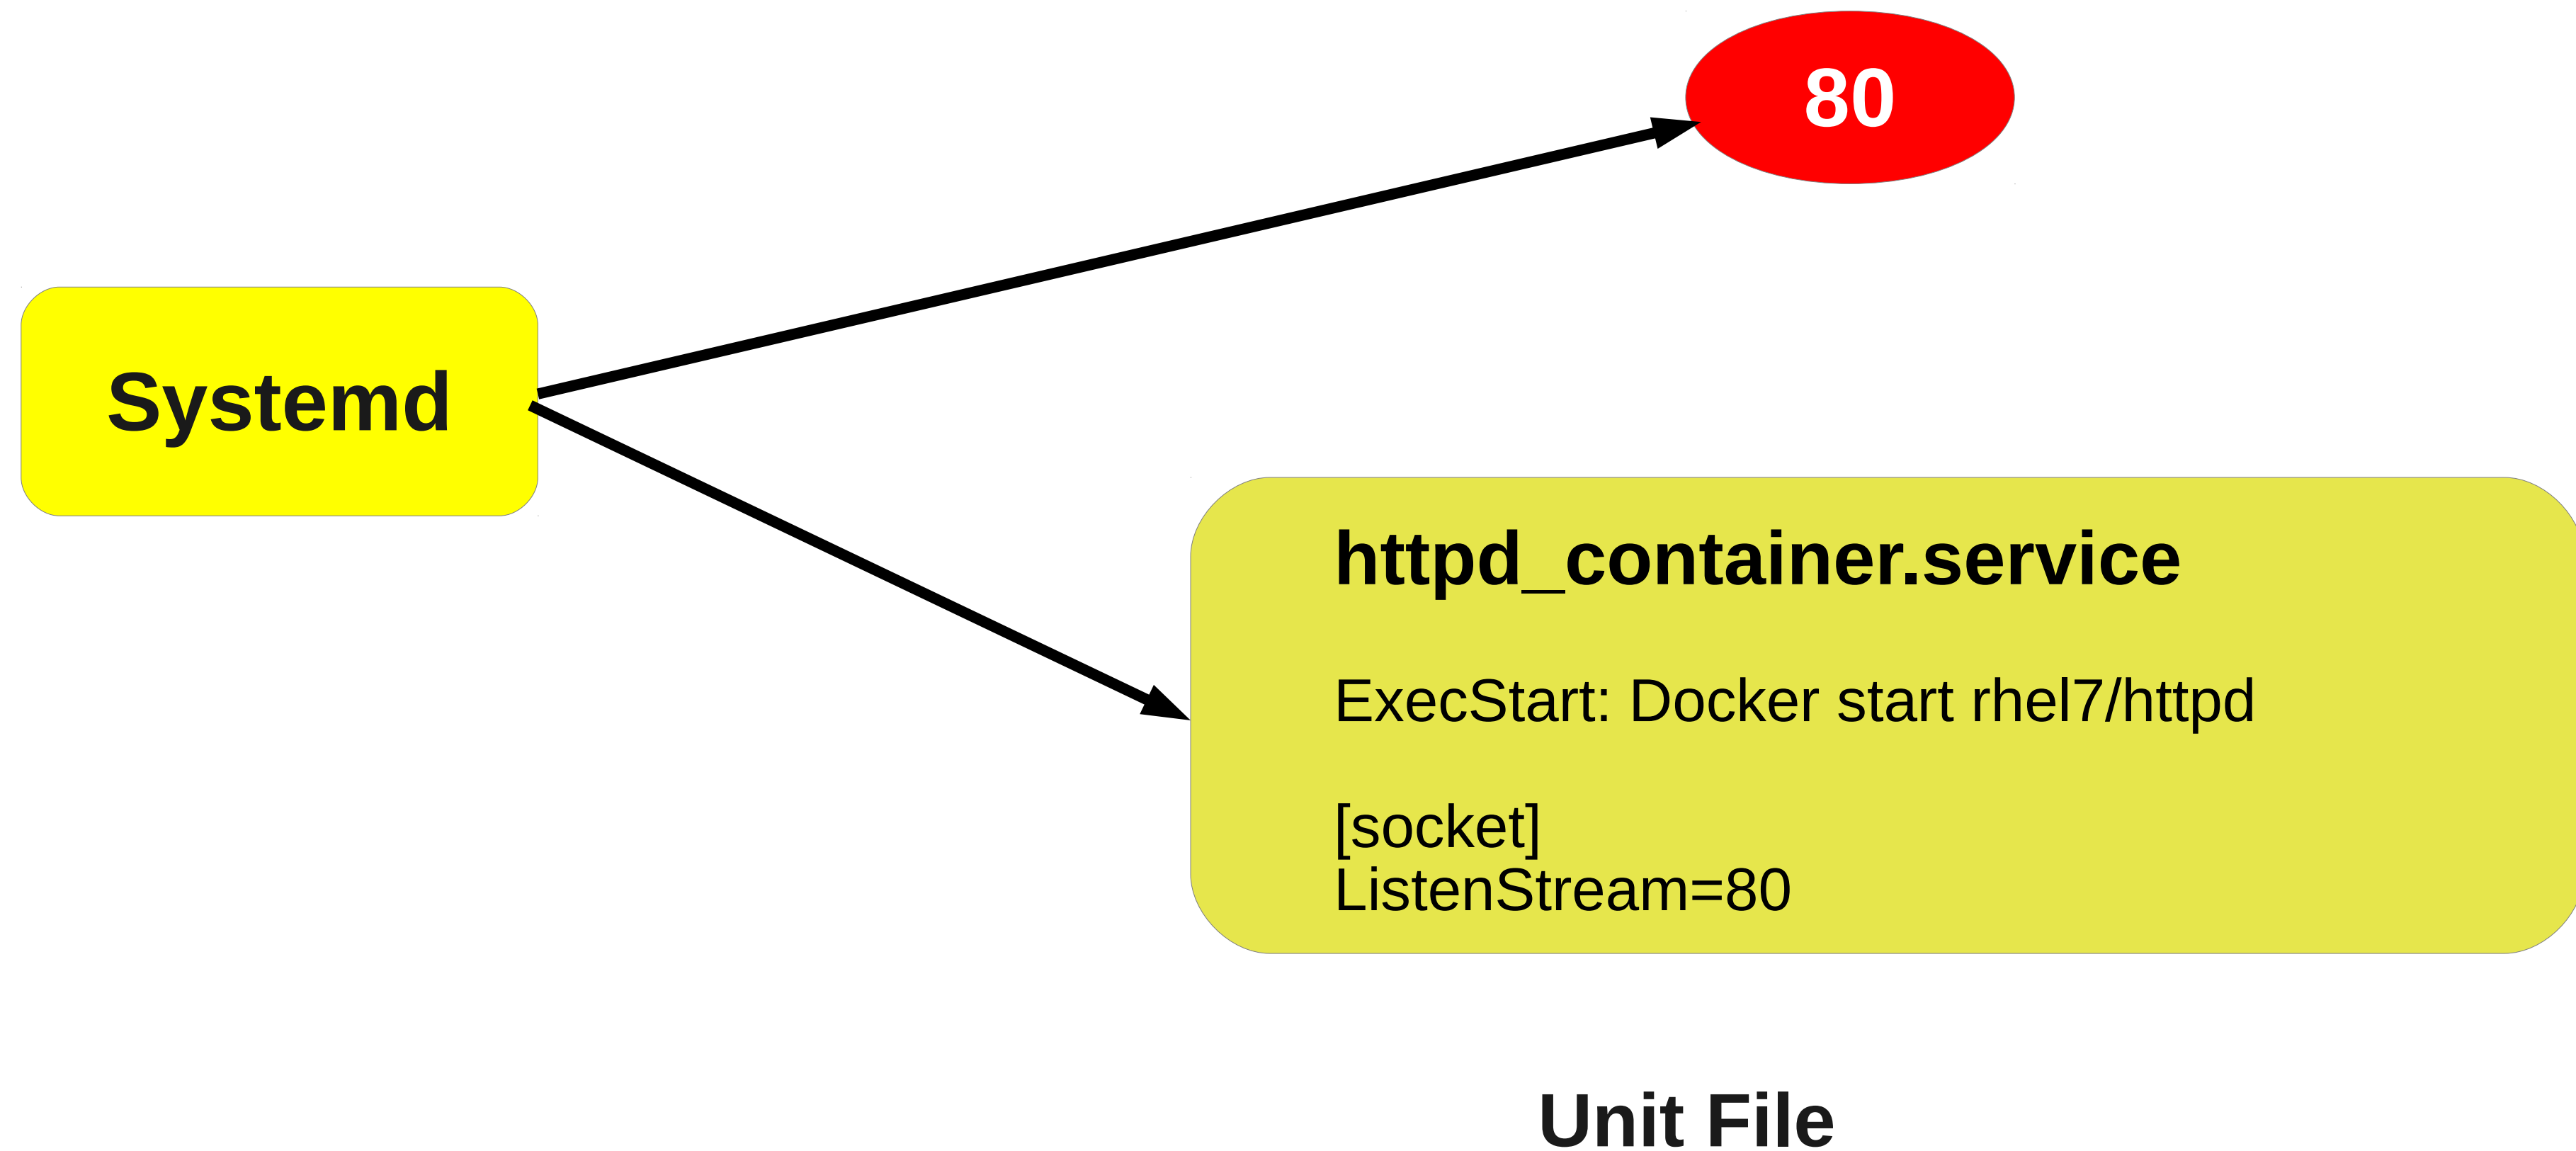 80
Systemd
httpd_container.service
ExecStart: Docker start rhel7/httpd
[socket]
ListenStream=80
Unit File